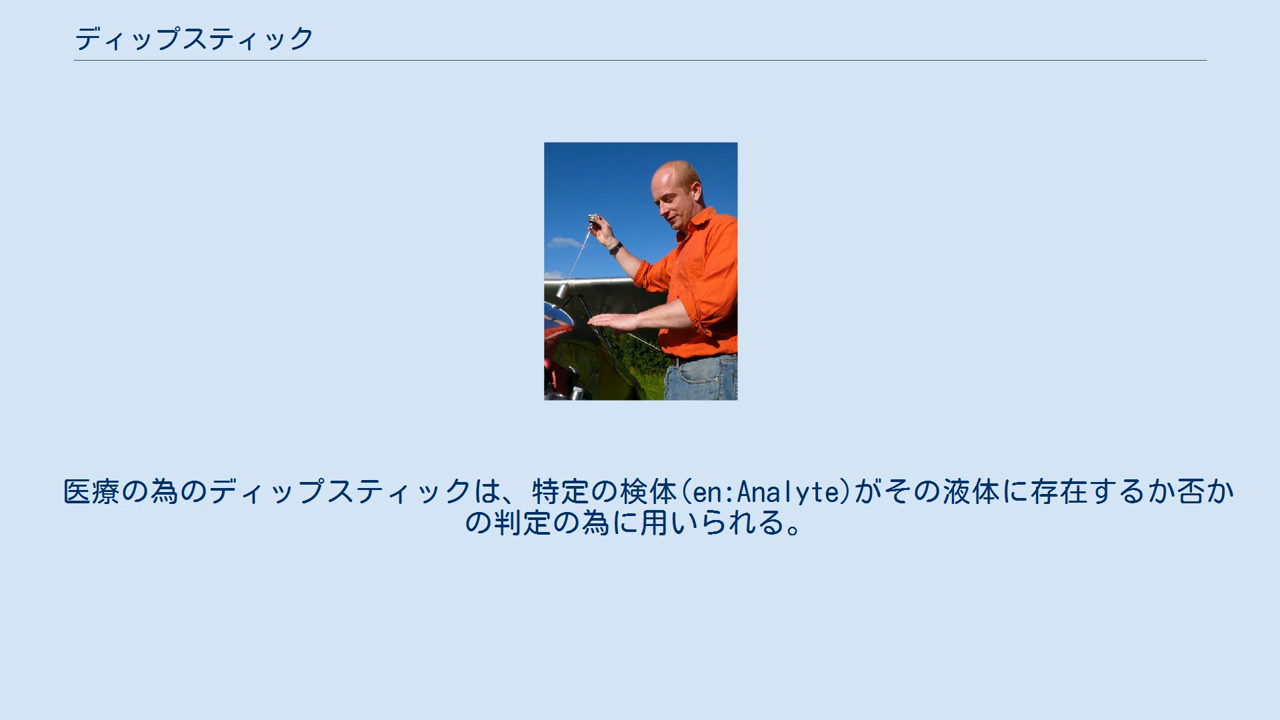 ディップスティック
医療の為のディップスティックは、特定の検体(en:Analyte)がその液体に存在するか否か
の判定の為に用いられる。